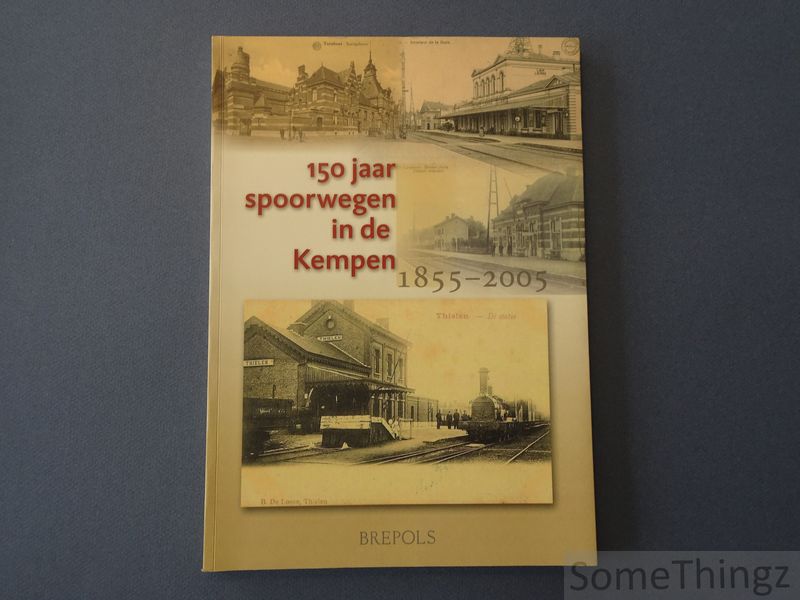 Turnhout
150 jaar
spoorwegen
in de
Kempen
1855–2005
Thielen — De statie
THIELEN
THIELEN
B. De Loose, Thielen
BREPOLS
SomeThingz